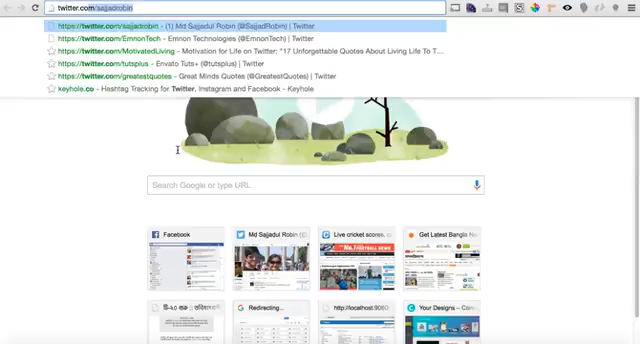 twitter.com/sajjadrobin
https://twitter.com/sajjadrobin - (1) Md Sajjadul Robin (@SajjadRobin) | Twitter
https://twitter.com/EmnonTech - Emnon Technologies (@EmnonTech) | Twitter
https://twitter.com/MotivatedLiving - Motivation for Life on Twitter: "17 Unforgettable Quotes About Living Life To T...
https://twitter.com/tutsplus - Envato Tuts+ (@tutsplus) | Twitter
https://twitter.com/greatestquotes - Great Minds Quotes (@GreatestQuotes) | Twitter
keyhole.co - Hashtag Tracking for Twitter, Instagram and Facebook - Keyhole
Search Google or type URL
Facebook
Md Sajjadul Robin (@
Live cricket scores, c
Get Latest Bangla Ne
Redirecting...
http://localhost:9080
Your Designs – Can